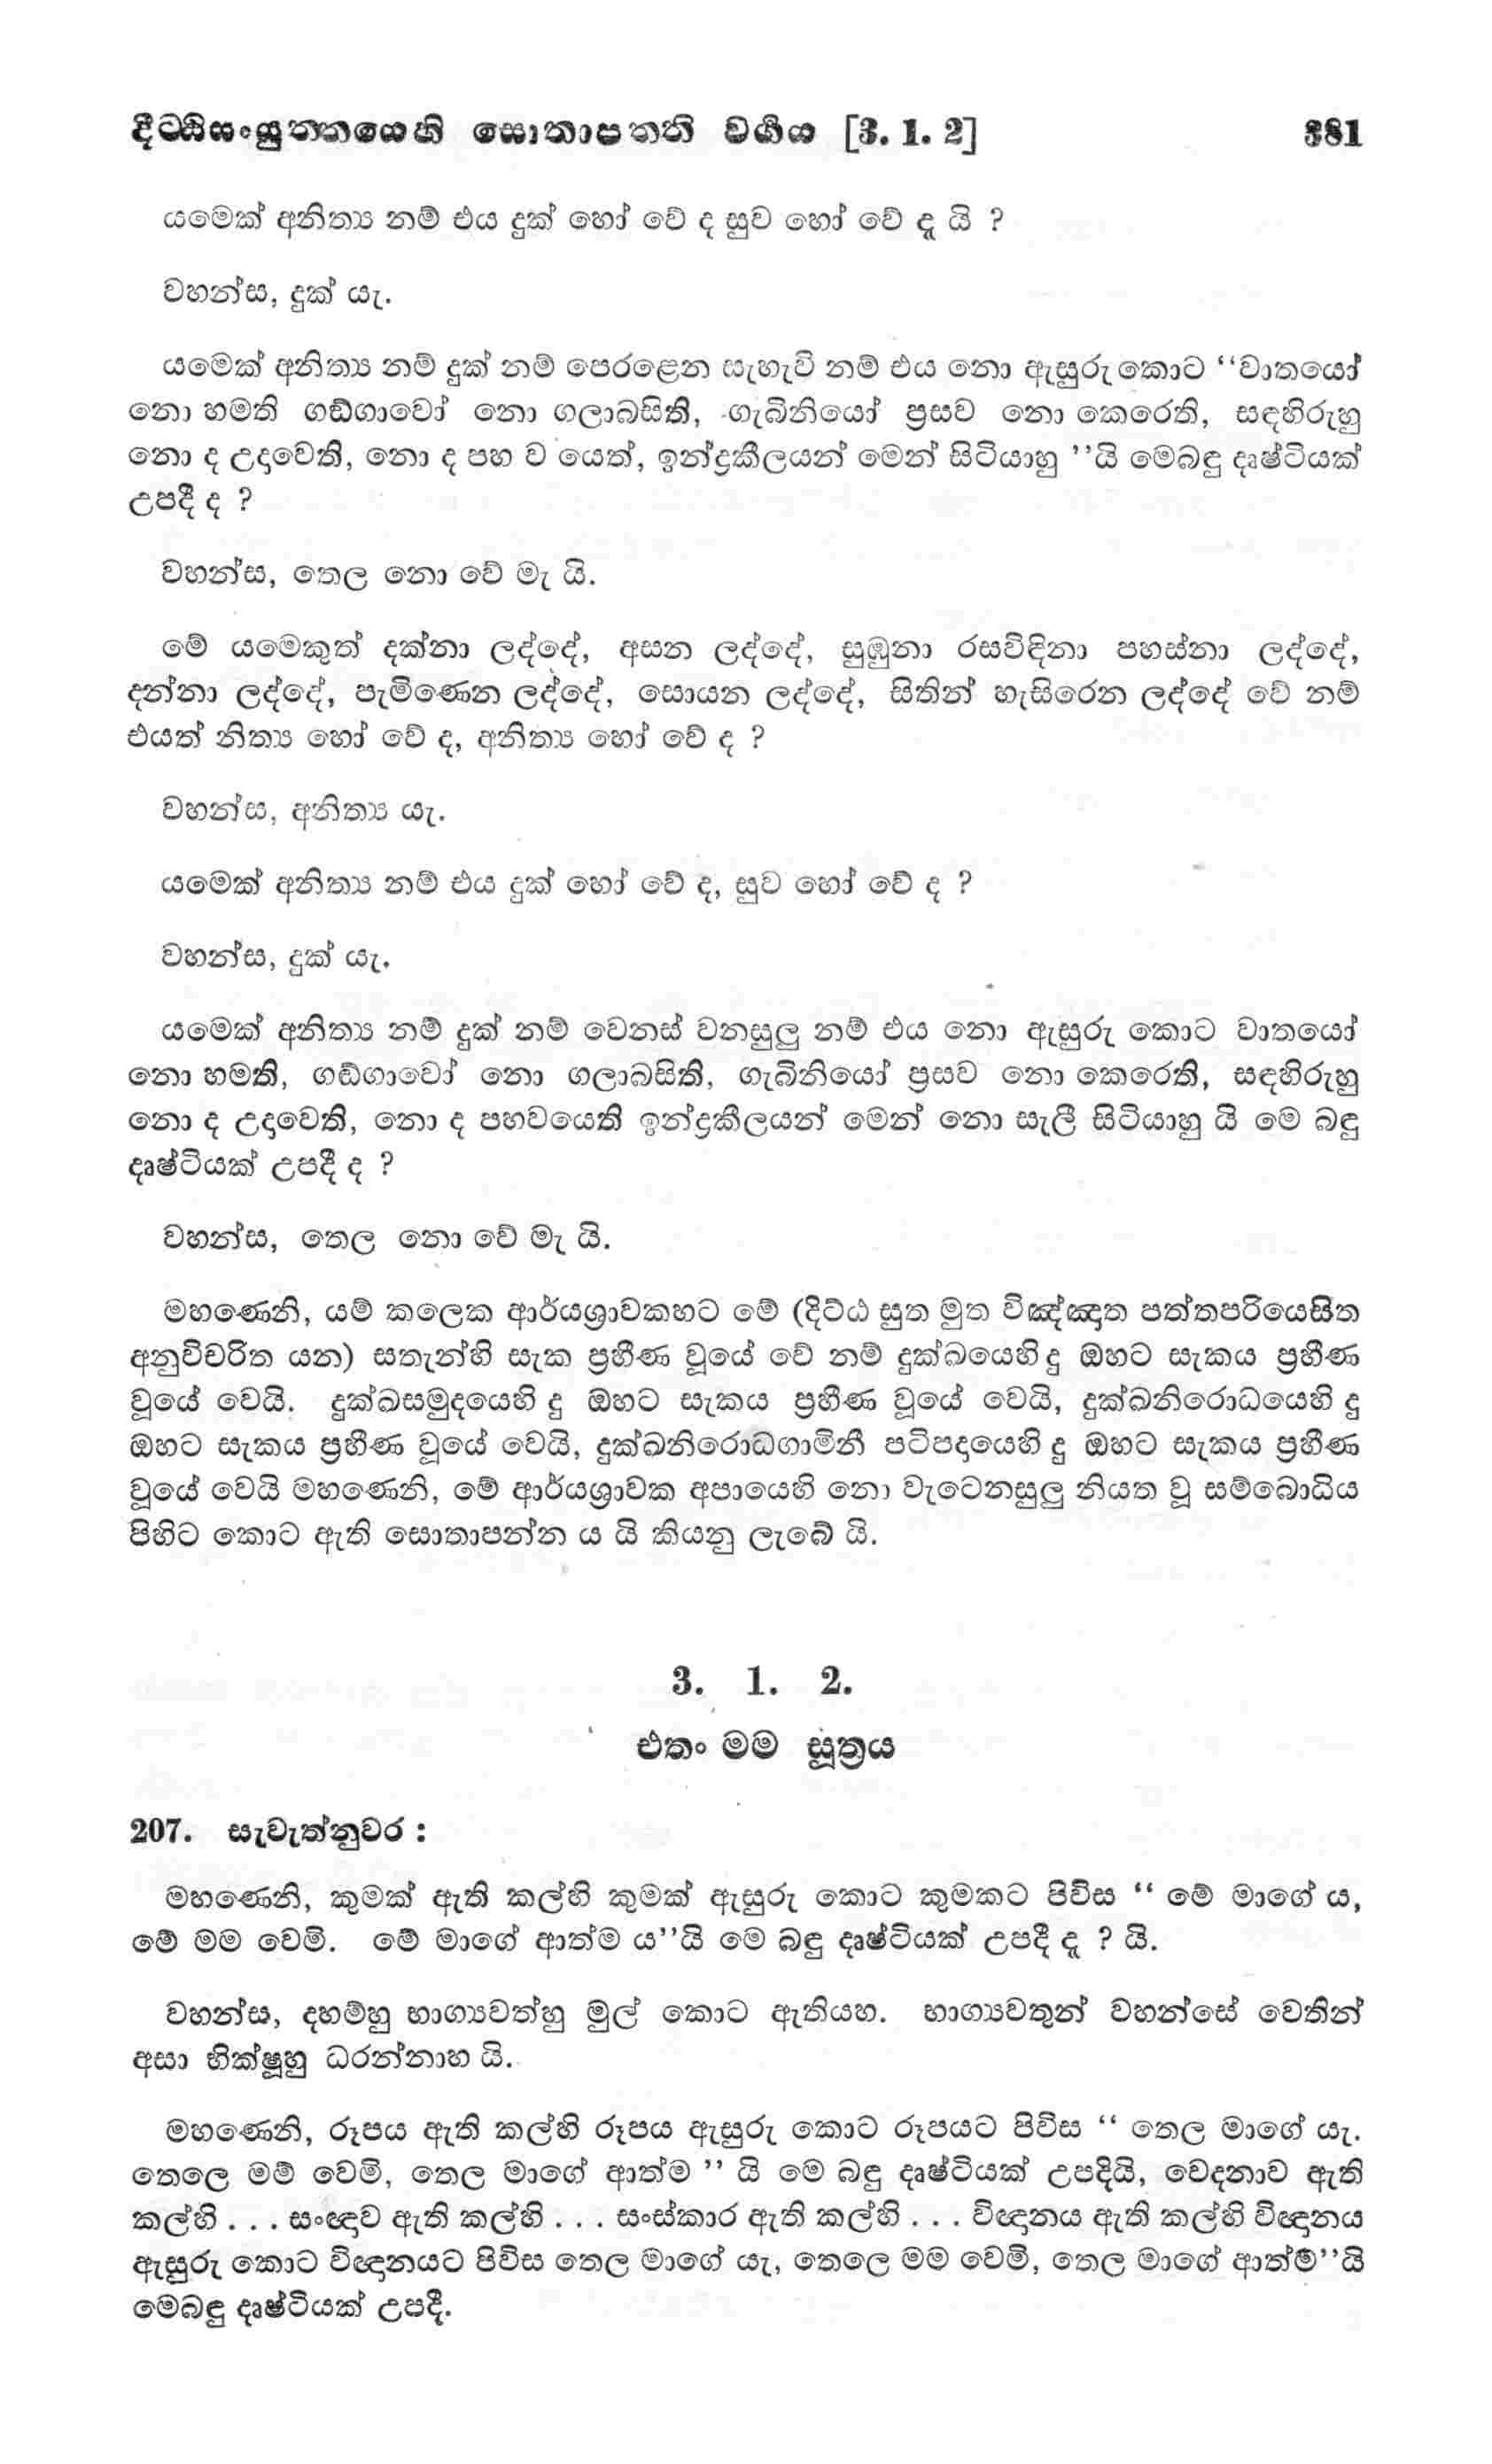 දිට්ඨිසංයුත්තයෙහි සොතාපත්ති වර්ගය [3. 1. 2] 381
යමෙක් අනිත්‍ය නම් එය දුක් හෝ වේ ද සුව හෝ වේ දැ යි ?
වහන්ස, දුක් යැ.
යමෙක් අනිත්‍ය නම් දුක් නම් පෙරළෙන සැහැවි නම් එය නො ඇසුරු කොට ‘‘වාතයෝ
නො හමති ගඬ්ගාවෝ නො ගලාබසිති, ගැබිනියෝ ප්‍රසව නො කෙරෙති, සඳහිරුහු
නො ද උදාවෙති, නො ද පහ ව යෙත්, ඉන්ද්‍රකීලයන් මෙන් සිටියාහු ’’යි මෙබඳු දෘෂ්ටියක්
උපදී ද ?
වහන්ස, තෙල නො වේ මැ යි.
මේ යමෙකුත් දක්නා ලද්දේ, අසන ලද්දේ, සුඹුනා රසවිඳිනා පහස්නා ලද්දේ,
දන්නා ලද්දේ, පැමිණෙන ලද්දේ, සොයන ලද්දේ, සිතින් හැසිරෙන ලද්දේ වේ නම්
එයත් නිත්‍ය හෝ වේ ද, අනිත්‍ය හෝ වේ ද ?
වහන්ස, අනිත්‍ය යැ.
යමෙක් අනිත්‍ය නම් එය දුක් හෝ වේ ද, සුව හෝ වේ ද ?
වහන්ස, දුක් යැ.
යමෙක් අනිත්‍ය නම් දුක් නම් වෙනස් වනසුලු නම් එය නො ඇසුරු කොට වාතයෝ
නො හමති, ගඬ්ගාවෝ නො ගලාබසිති, ගැබිනියෝ ප්‍රසව නො කෙරෙති, සඳහිරුහු
නො ද උදාවෙති, නො ද පහවයෙති ඉන්ද්‍රකීලයන් මෙන් නො සැලී සිටියාහු යි මෙ බඳු
දෘෂ්ටියක් උපදී ද ?
වහන්ස, තෙල නො වේ මැ යි.
මහණෙනි, යම් කලෙක ආර්යශ්‍රාවකහට මේ (දිට්ඨ සුත මුත විඤ්ඤාත පත්තපරියෙසිත
අනුවිචරිත යන) සතැන්හි සැක ප්‍රහීණ වූයේ වේ නම් දුක්ඛයෙහි දු ඔහට සැකය ප්‍රහීණ
වූයේ වෙයි. දුක්ඛසමුදයෙහි දු ඔහට සැකය ප්‍රහීණ වූයේ වෙයි, දුක්ඛනිරොධයෙහි දු
ඔහට සැකය ප්‍රහීණ වූයේ වෙයි, දුක්ඛනිරොධගාමිනී පටිපදායෙහි දු ඔහට සැකය ප්‍රහීණ
වූයේ වෙයි මහණෙනි, මේ ආර්යශ්‍රාවක අපායෙහි නො වැටෙනසුලු නියත වූ සම්බොධිය
පිහිට කොට ඇති සොතාපන්න ය යි කියනු ලැබේ යි.
3. 1. 2.
එතං මම සූත්‍රය
207. සැවැත්නුවර :
මහණෙනි, කුමක් ඇති කල්හි කුමක් ඇසුරු කොට කුමකට පිවිස ‘‘ මේ මාගේ ය,
මේ මම වෙමි. මේ මාගේ ආත්ම ය’’යි මෙ බඳු දෘෂ්ටියක් උපදී දැ ? යි.
වහන්ස, දහම්හු භාග්‍යවත්හු මුල් කොට ඇතියහ. භාග්‍යවතුන් වහන්සේ වෙතින්
අසා භික්ෂූහු ධරන්නාහ යි.
මහණෙනි, රූපය ඇති කල්හි රූපය ඇසුරු කොට රූපයට පිවිස ‘‘ තෙල මාගේ යැ.
තෙලෙ මම් වෙමි, තෙල මාගේ ආත්ම ’’ යි මෙ බඳු දෘෂ්ටියක් උපදියි, වෙදනාව ඇති
කල්හි . . . සංඥාව ඇති කල්හි . . . සංස්කාර ඇති කල්හි . . . විඥානය ඇති කල්හි විඥානය
ඇසුරු කොට විඥානයට පිවිස තෙල මාගේ යැ, තෙලෙ මම වෙමි, තෙල මාගේ ආත්ම’’යි
මෙබඳු දෘෂ්ටියක් උපදී.